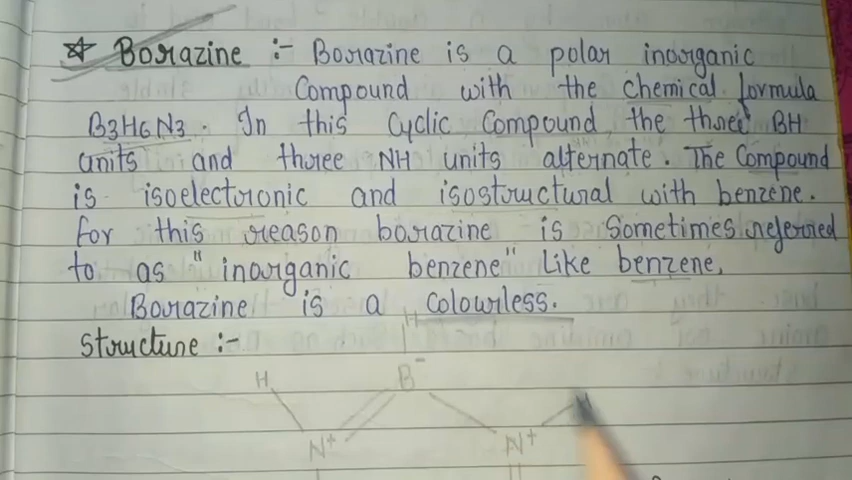 ☆ Borazine :- Borazine is a polar inorganic
Compound with the chemical formula
B3H6N3. In this Cyclic Compound the three BH
units and three NH units alternate. The Compound
is isoelectronic and isostructural with benzene.
For this reason borazine is Sometimes referred
to as "inorganic benzene" Like benzene,
Borazine is a colourless.
Structure :-
H
H B⁻
N⁺ N⁺ H